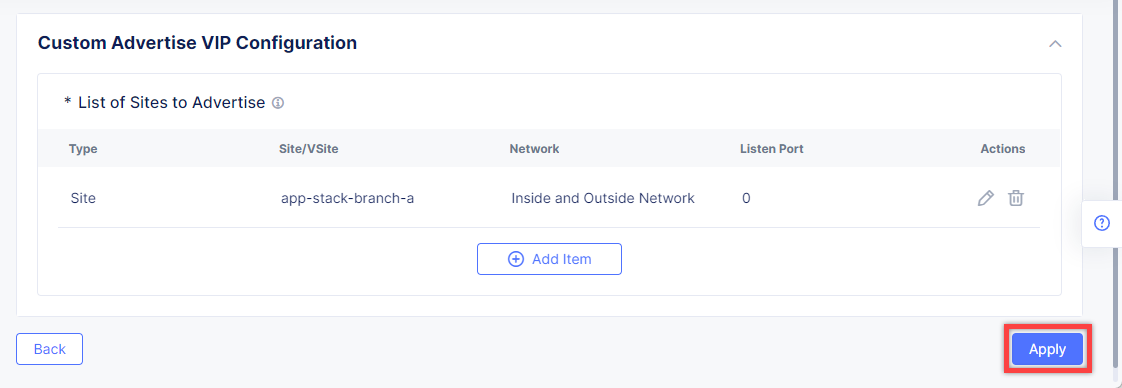 Custom Advertise VIP Configuration
* List of Sites to Advertise
Type Site/VSite Network Listen Port Actions
Site app-stack-branch-a Inside and Outside Network 0
Add Item
Back Apply